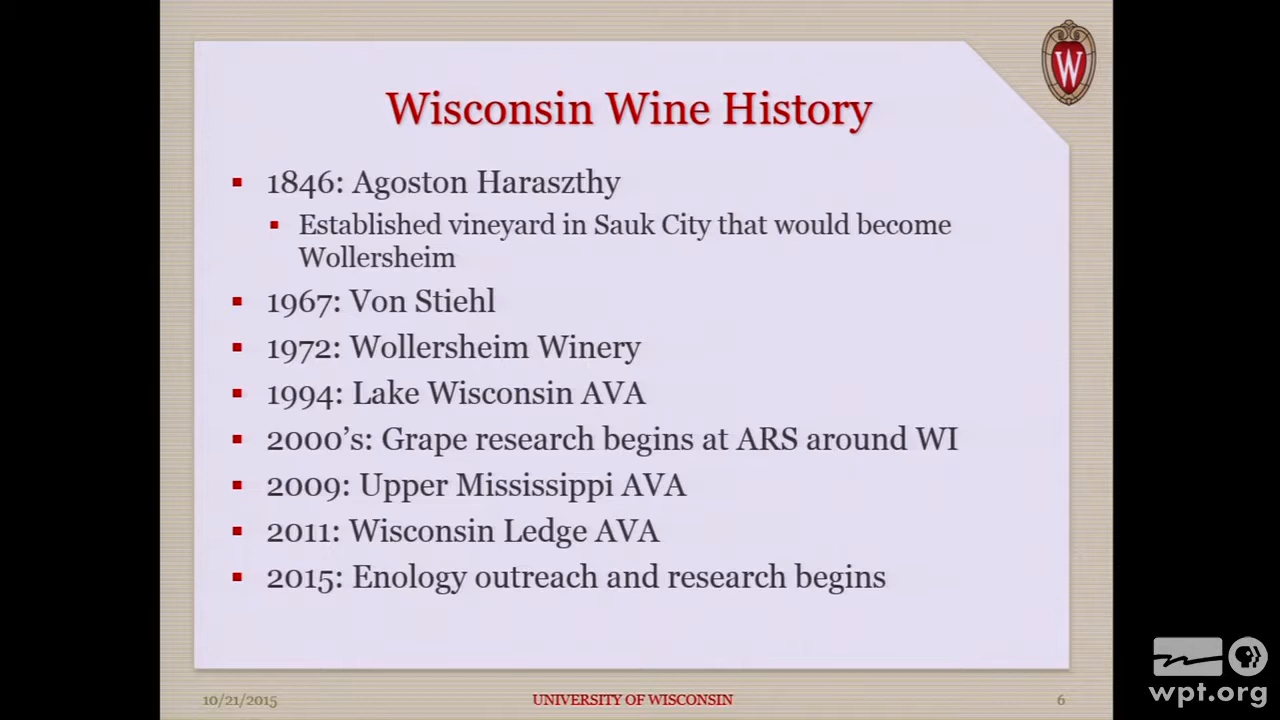 W
Wisconsin Wine History
1846: Agoston Haraszthy
Established vineyard in Sauk City that would become
Wollersheim
1967: Von Stiehl
1972: Wollersheim Winery
1994: Lake Wisconsin AVA
2000's: Grape research begins at ARS around WI
2009: Upper Mississippi AVA
2011: Wisconsin Ledge AVA
2015: Enology outreach and research begins
10/21/2015
UNIVERSITY OF WISCONSIN
6
wpt.org